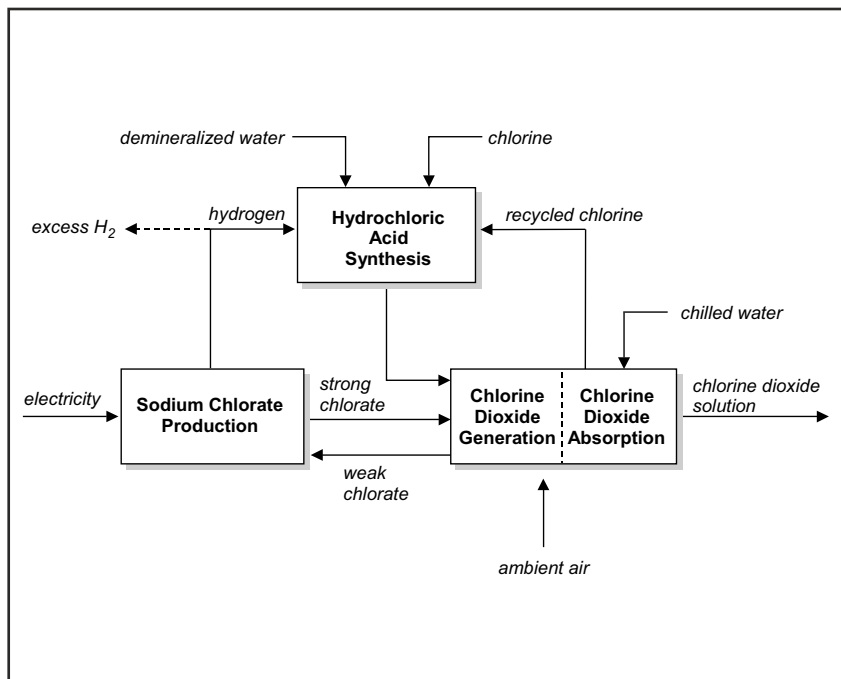 demineralized water
chlorine
hydrogen
Hydrochloric
Acid
Synthesis
recycled chlorine
excess H₂
chilled water
electricity
Sodium Chlorate
Production
strong
chlorate
weak
chlorate
Chlorine
Dioxide
Generation
Chlorine
Dioxide
Absorption
chlorine dioxide
solution
ambient air